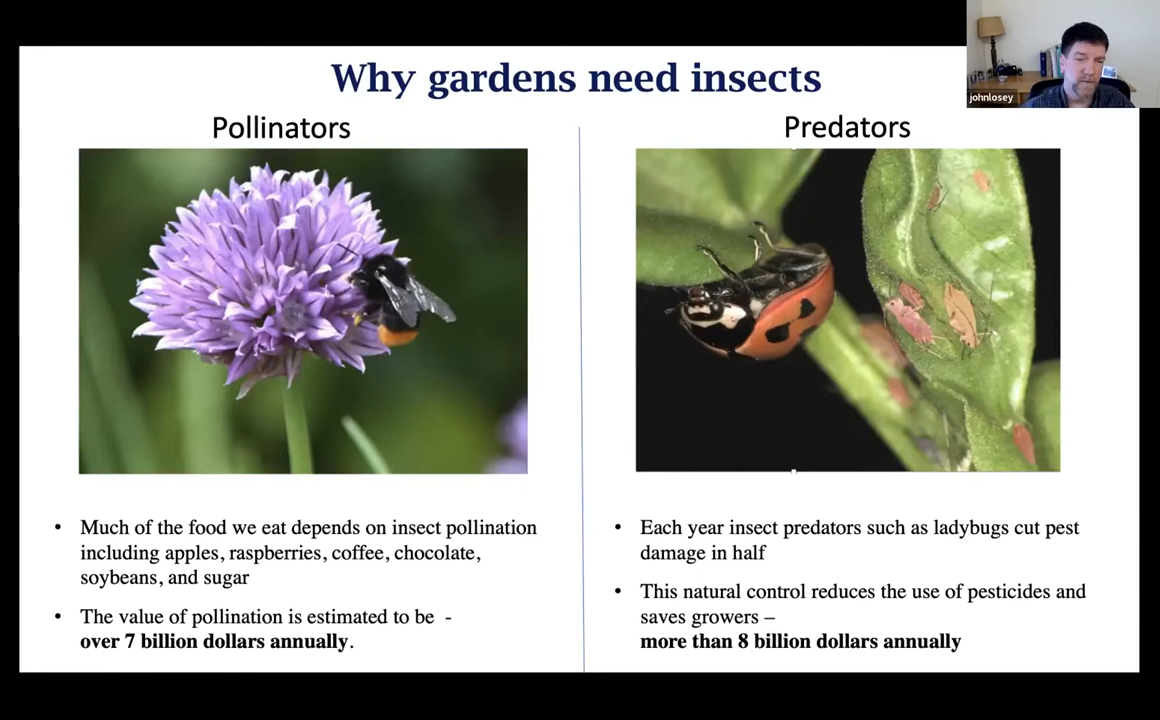 Why gardens need insects
johnlosey
Pollinators
Predators
• Much of the food we eat depends on insect pollination
including apples, raspberries, coffee, chocolate,
soybeans, and sugar
• The value of pollination is estimated to be -
over 7 billion dollars annually.
• Each year insect predators such as ladybugs cut pest
damage in half
• This natural control reduces the use of pesticides and
saves growers –
more than 8 billion dollars annually